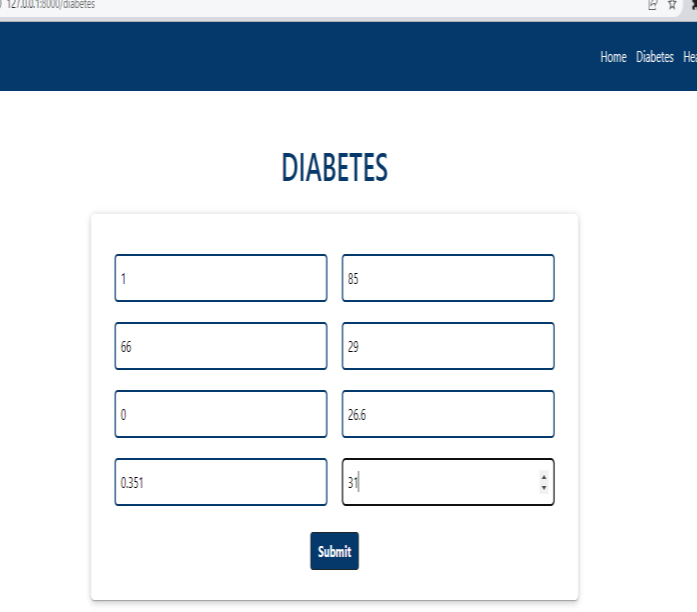 127.0.0.1:8000/diabetes
Home Diabetes Hea
DIABETES
1 85
66 29
0 26.6
0.351 31
Submit